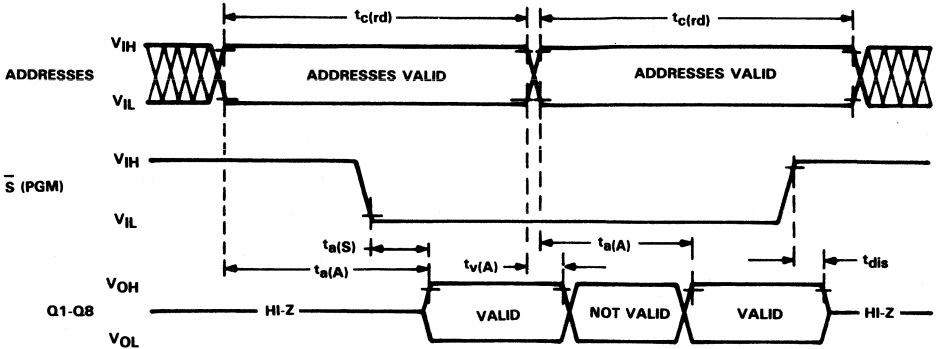 tc(rd) tc(rd)
VIH
ADDRESSES ADDRESSES VALID ADDRESSES VALID
VIL
VIH
S̅ (PGM)
VIL
ta(S) ta(A)
ta(A) tv(A) tdis
VOH
Q1-Q8 HI-Z VALID NOT VALID VALID HI-Z
VOL